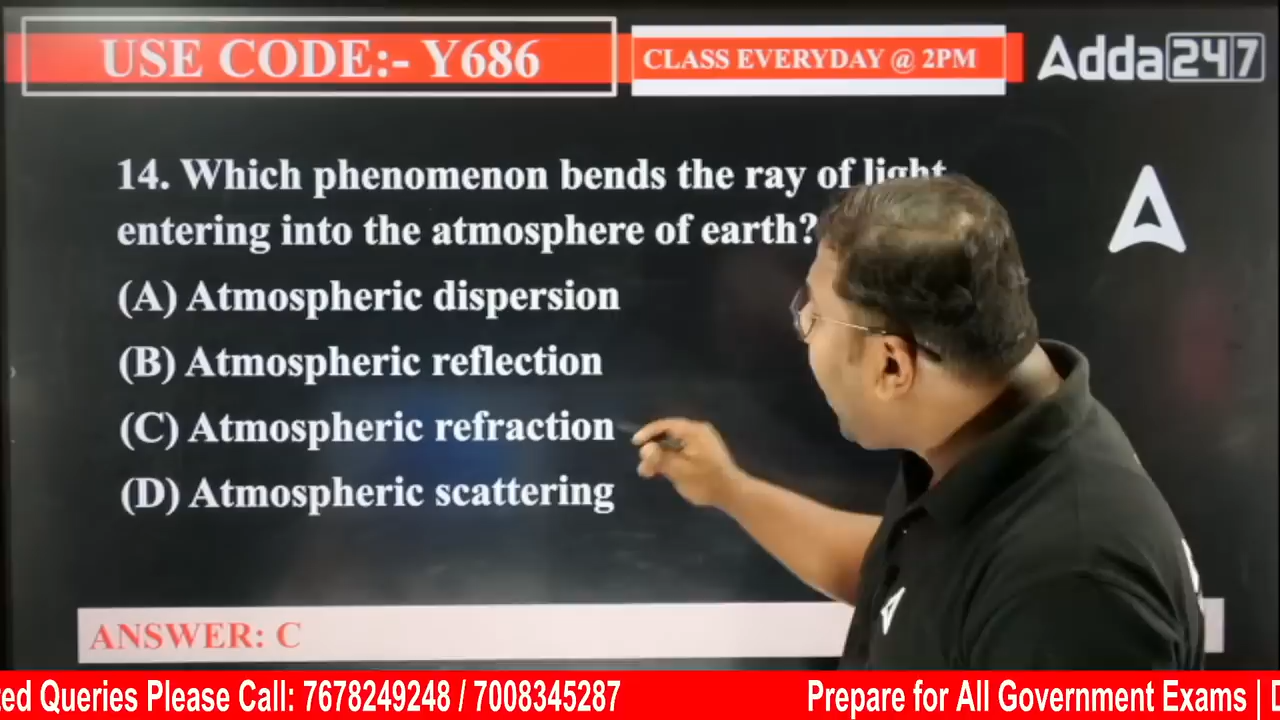 USE CODE:- Y686
CLASS EVERYDAY @ 2PM
Adda247
14. Which phenomenon bends the ray of light
entering into the atmosphere of earth?
(A) Atmospheric dispersion
(B) Atmospheric reflection
(C) Atmospheric refraction
(D) Atmospheric scattering
ANSWER: C
Queries Please Call: 7678249248 / 7008345287
Prepare for All Government Exams |